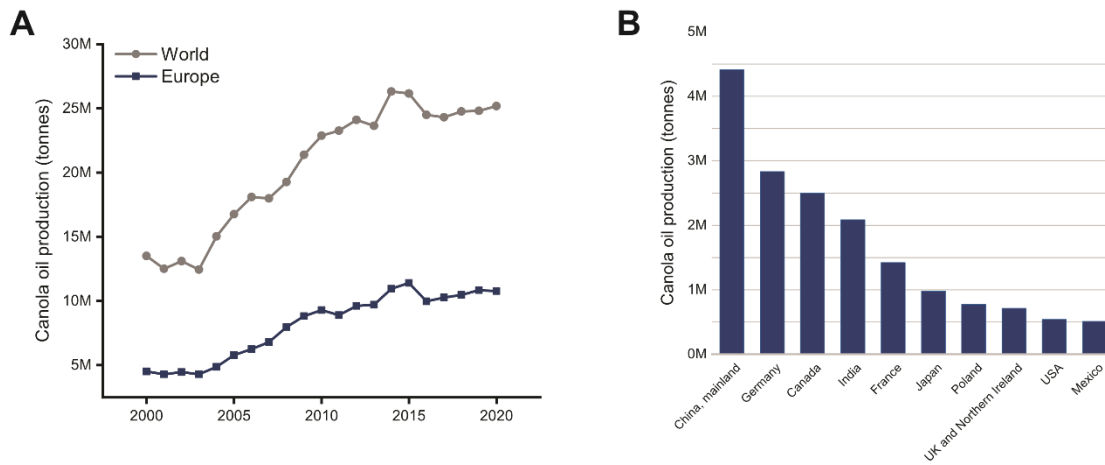 A
Canola oil production (tonnes)
30M
25M
20M
15M
10M
5M
World
Europe
2000
2005
2010
2015
2020
B
Canola oil production (tonnes)
5M
4M
3M
2M
1M
0M
China, mainland
Germany
Canada
India
France
Japan
Poland
UK and Northern Ireland
USA
Mexico